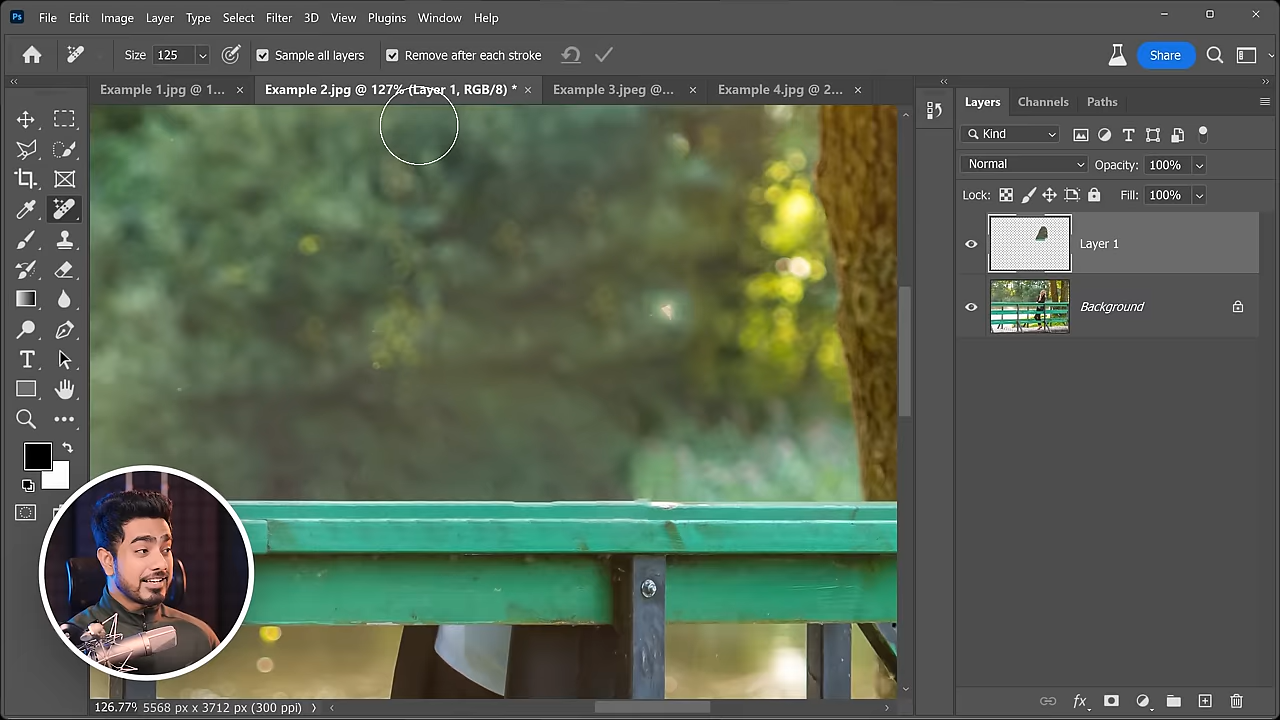 Ps File Edit Image Layer Type Select Filter 3D View Plugins Window Help
Size 125 Sample all layers Remove after each stroke Share
Example 1.jpg @ 1... × Example 2.jpg @ 127% (Layer 1, RGB/8) * × Example 3.jpeg @... × Example 4.jpg @ 2... ×
Layers Channels Paths
Kind
Normal Opacity: 100%
Lock: Fill: 100%
Layer 1
Background
126.77% 5568 px x 3712 px (300 ppi)